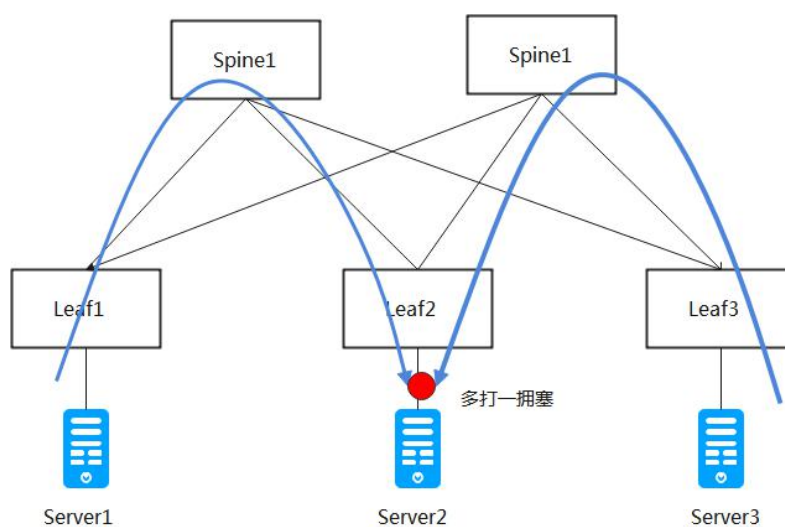 Spine1
Spine1
Leaf1
Leaf2
Leaf3
多打一拥塞
Server1
Server2
Server3